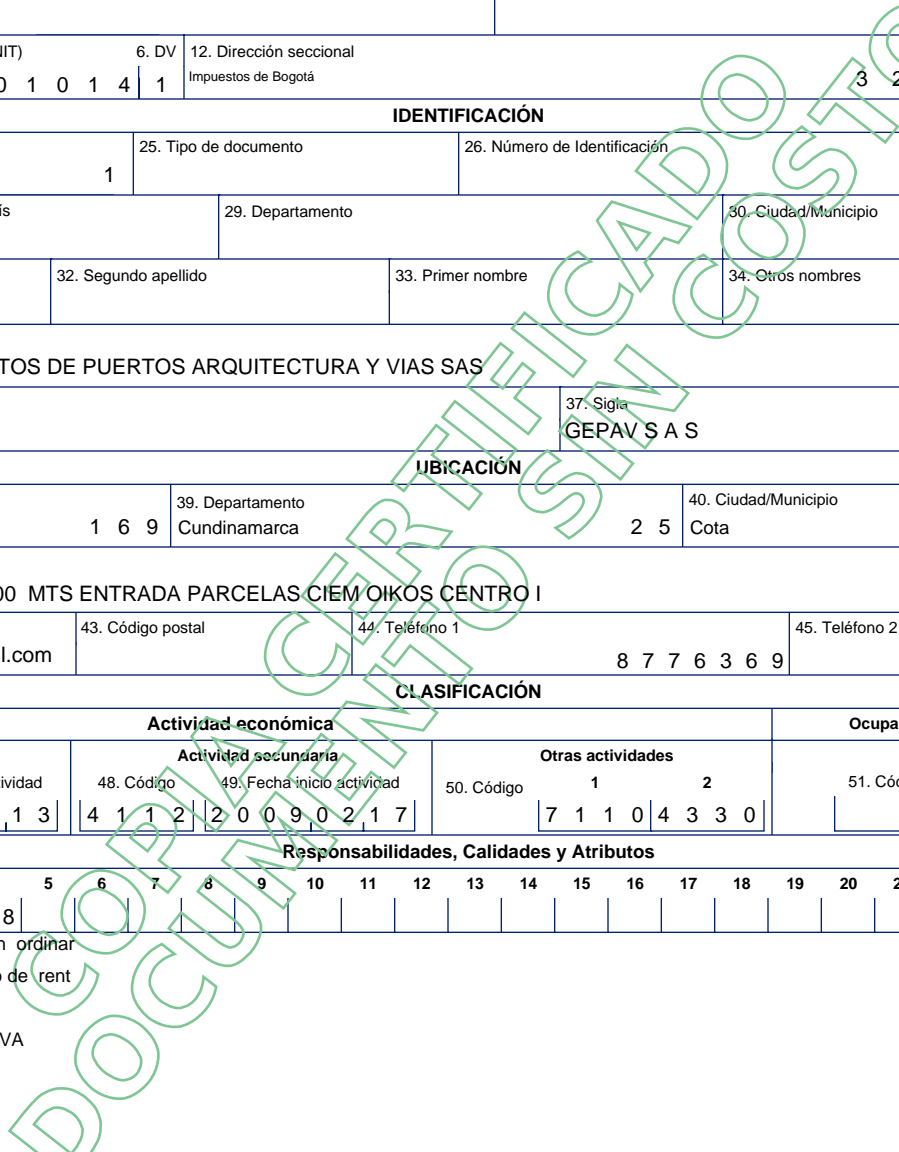 NIT) 6. DV 12. Dirección seccional
0 1 0 1 4 1 Impuestos de Bogotá 3 2
IDENTIFICACIÓN
25. Tipo de documento 26. Número de Identificación
1
ís 29. Departamento 30. Ciudad/Municipio
32. Segundo apellido 33. Primer nombre 34. Otros nombres
TOS DE PUERTOS ARQUITECTURA Y VIAS SAS
37. Sigla
GEPAV S A S
UBICACIÓN
39. Departamento 40. Ciudad/Municipio
1 6 9 Cundinamarca 2 5 Cota
00 MTS ENTRADA PARCELAS CIEM OIKOS CENTRO I
43. Código postal 44. Teléfono 1 45. Teléfono 2
l.com 8 7 7 6 3 6 9
CLASIFICACIÓN
Actividad económica Ocupa
Actividad secundaria Otras actividades
ividad 48. Código 49. Fecha inicio actividad 50. Código 1 2 51. Cód
1 3 4 1 1 2 2 0 0 9 0 2 1 7 7 1 1 0 4 3 3 0
Responsabilidades, Calidades y Atributos
5 6 7 8 9 10 11 12 13 14 15 16 17 18 19 20 2
8
n ordinar
o de rent
VA
COPIA CERTIFICADO
DOCUMENTO SIN COSTO